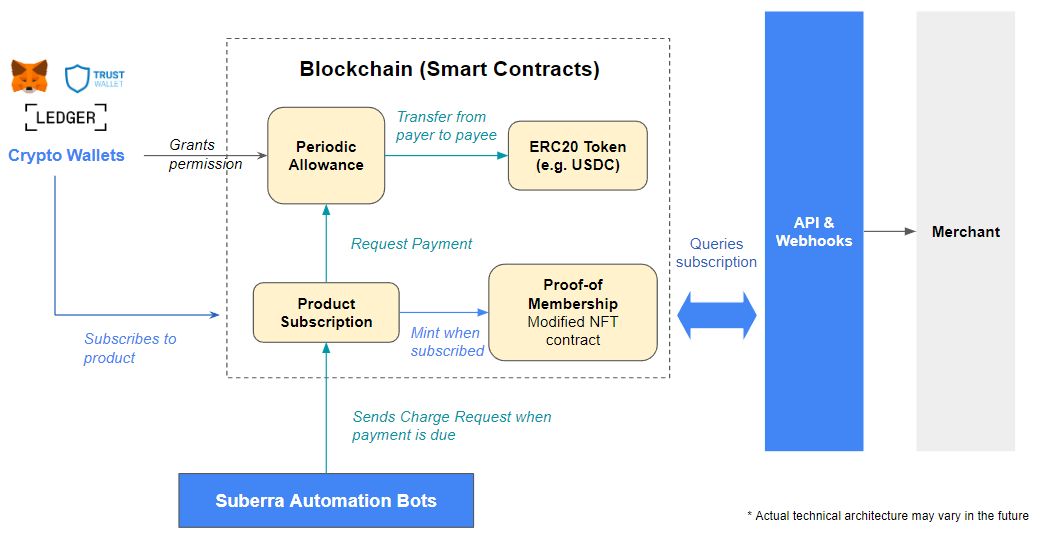 Blockchain (Smart Contracts)
TRUST
WALLET
LEDGER
Crypto Wallets
Grants
permission
Periodic
Allowance
Transfer from
payer to payee
ERC20 Token
(e.g. USDC)
Request Payment
Subscribes to
product
Product
Subscription
Mint when
subscribed
Proof-of
Membership
Modified NFT
contract
Queries
subscription
API &
Webhooks
Merchant
Sends Charge Request when
payment is due
Suberra Automation Bots
* Actual technical architecture may vary in the future